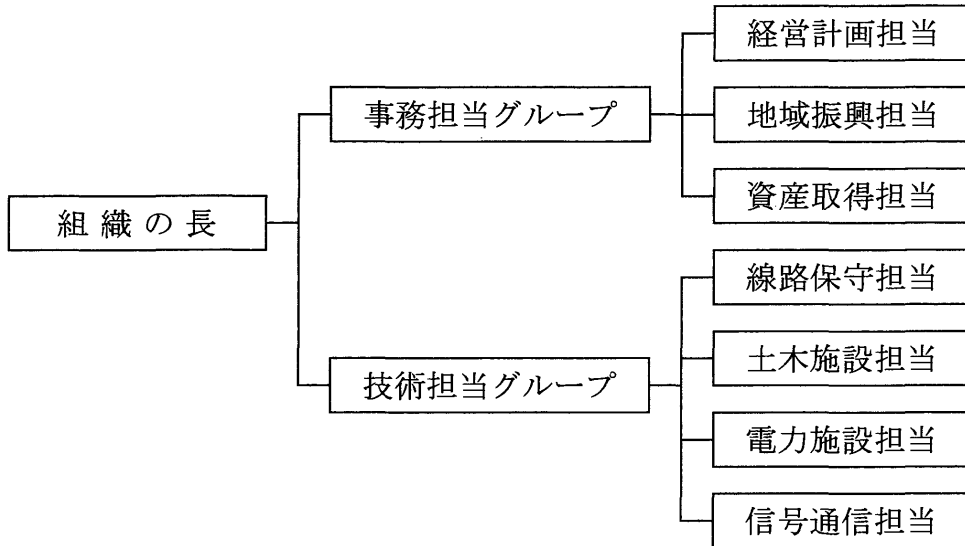 組織の長
事務担当グループ
経営計画担当
地域振興担当
資産取得担当
技術担当グループ
線路保守担当
土木施設担当
電力施設担当
信号通信担当